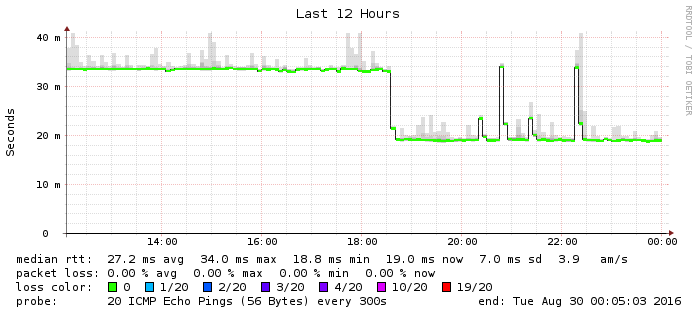 Last 12 Hours
RRDTOOL / TOBI OETIKER
Seconds
40 m
30 m
20 m
10 m
0
14:00 16:00 18:00 20:00 22:00 00:00
median rtt: 27.2 ms avg 34.0 ms max 18.8 ms min 19.0 ms now 7.0 ms sd 3.9 am/s
packet loss: 0.00 % avg 0.00 % max 0.00 % min 0.00 % now
loss color: 0 1/20 2/20 3/20 4/20 10/20 19/20
probe: 20 ICMP Echo Pings (56 Bytes) every 300s end: Tue Aug 30 00:05:03 2016